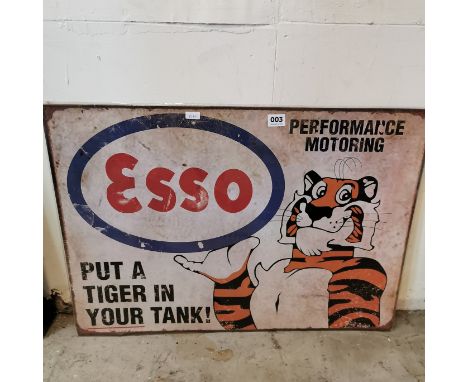 003
PERFORMANCE
MOTORING
Esso
PUT A
TIGER IN
YOUR TANK!